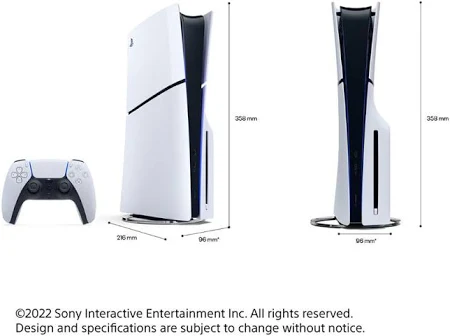 358 mm
358 mm
216 mm
96 mm*
96 mm*
©2022 Sony Interactive Entertainment Inc. All rights reserved.
Design and specifications are subject to change without notice.